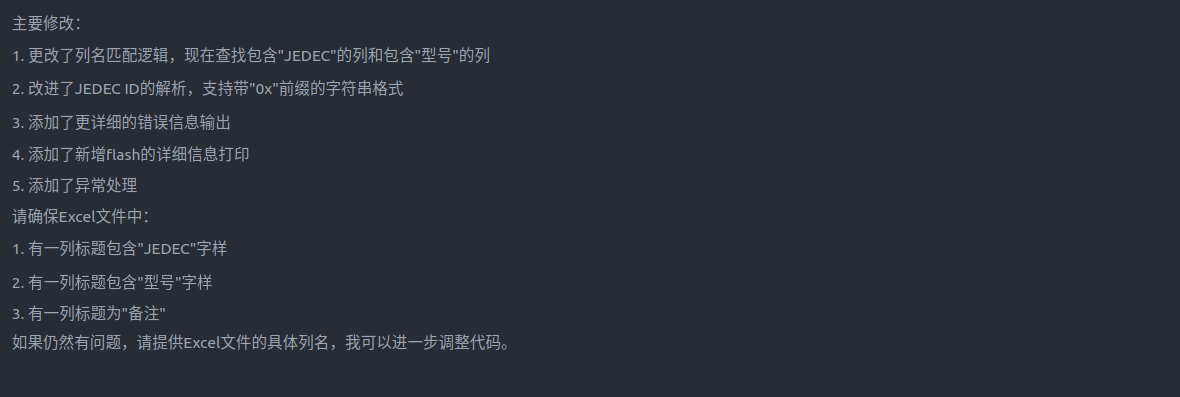 主要修改：
1. 更改了列名匹配逻辑，现在查找包含"JEDEC"的列和包含"型号"的列
2. 改进了JEDEC ID的解析，支持带"0x"前缀的字符串格式
3. 添加了更详细的错误信息输出
4. 添加了新增flash的详细信息打印
5. 添加了异常处理
请确保Excel文件中：
1. 有一列标题包含"JEDEC"字样
2. 有一列标题包含"型号"字样
3. 有一列标题为"备注"
如果仍然有问题，请提供Excel文件的具体列名，我可以进一步调整代码。